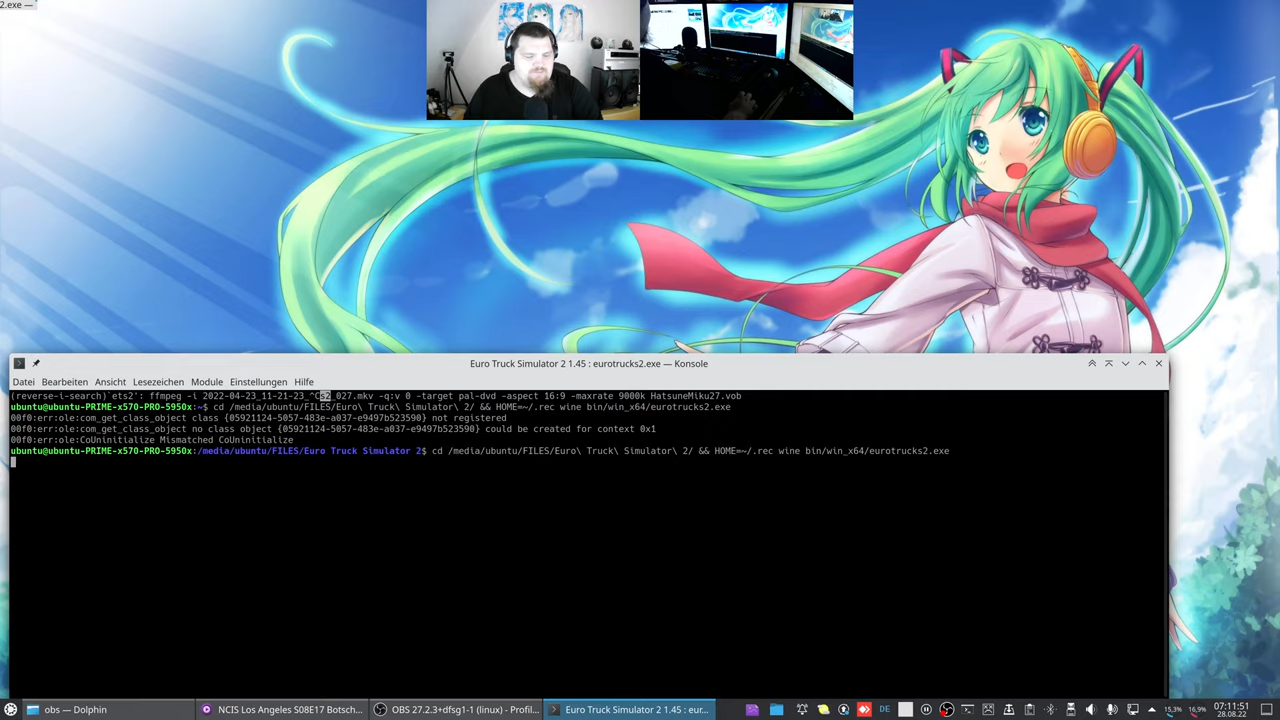 2.exe —
Euro Truck Simulator 2 1.45 : eurotrucks2.exe — Konsole
Datei Bearbeiten Ansicht Lesezeichen Module Einstellungen Hilfe
(reverse-i-search)`ets2': ffmpeg -i 2022-04-23_11-21-23_^Cs2_027.mkv -q:v 0 -target pal-dvd -aspect 16:9 -maxrate 9000k HatsuneMiku27.vob
ubuntu@ubuntu-PRIME-x570-PRO-5950x:~$ cd /media/ubuntu/FILES/Euro\ Truck\ Simulator\ 2/ && HOME=~/.rec wine bin/win_x64/eurotrucks2.exe
00f0:err:ole:com_get_class_object class {05921124-5057-483e-a037-e9497b523590} not registered
00f0:err:ole:com_get_class_object no class object {05921124-5057-483e-a037-e9497b523590} could be created for context 0x1
00f0:err:ole:CoUninitialize Mismatched CoUninitialize
ubuntu@ubuntu-PRIME-x570-PRO-5950x:/media/ubuntu/FILES/Euro Truck Simulator 2$ cd /media/ubuntu/FILES/Euro\ Truck\ Simulator\ 2/ && HOME=~/.rec wine bin/win_x64/eurotrucks2.exe
obs — Dolphin
NCIS Los Angeles S08E17 Botsch...
OBS 27.2.3+dfsg1-1 (linux) - Profil...
Euro Truck Simulator 2 1.45 : eur...
DE
15,3%
16,9%
07:11:51
28.08.22